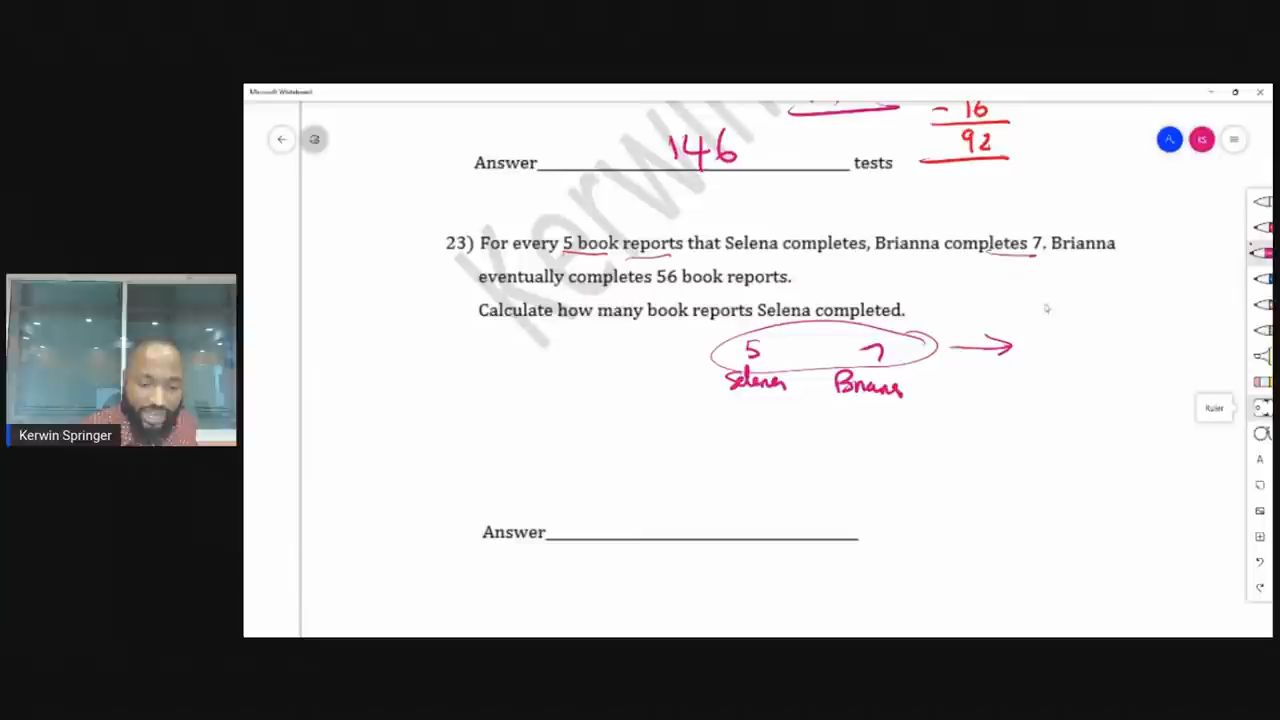 Microsoft Whiteboard
- 16
92
146
Answer tests
Kerwin
23) For every 5 book reports that Selena completes, Brianna completes 7. Brianna
eventually completes 56 book reports.
Calculate how many book reports Selena completed.
5 7
Selena Briana
Ruler
Kerwin Springer
Answer
A
KS
A